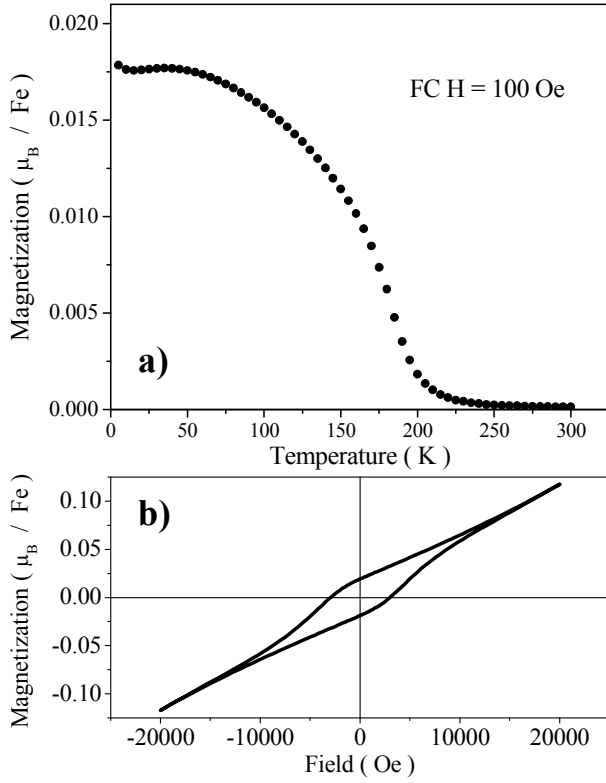 0.020
0.015
0.010
0.005
0.000
Magnetization ( μ_B / Fe )
FC H = 100 Oe
a)
0 50 100 150 200 250 300
Temperature ( K )
0.10
0.05
0.00
-0.05
-0.10
Magnetization ( μ_B / Fe )
b)
-20000 -10000 0 10000 20000
Field ( Oe )